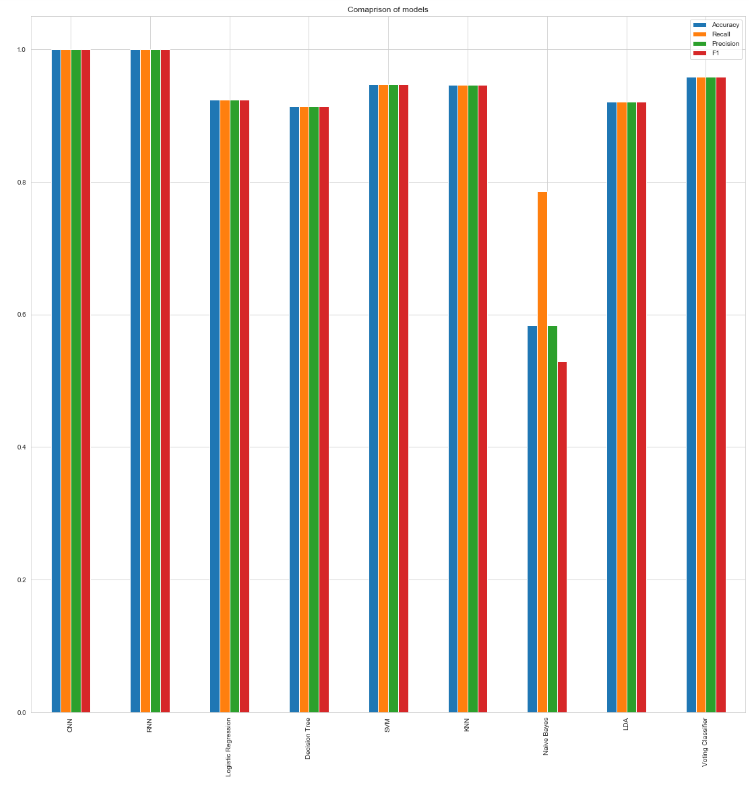 Comaprison of models
Accuracy
Recall
Precision
F1
1.0
0.8
0.6
0.4
0.2
0.0
CNN
RNN
Logistic Regression
Decision Tree
SVM
KNN
Naive Bayes
LDA
Voting Classifier